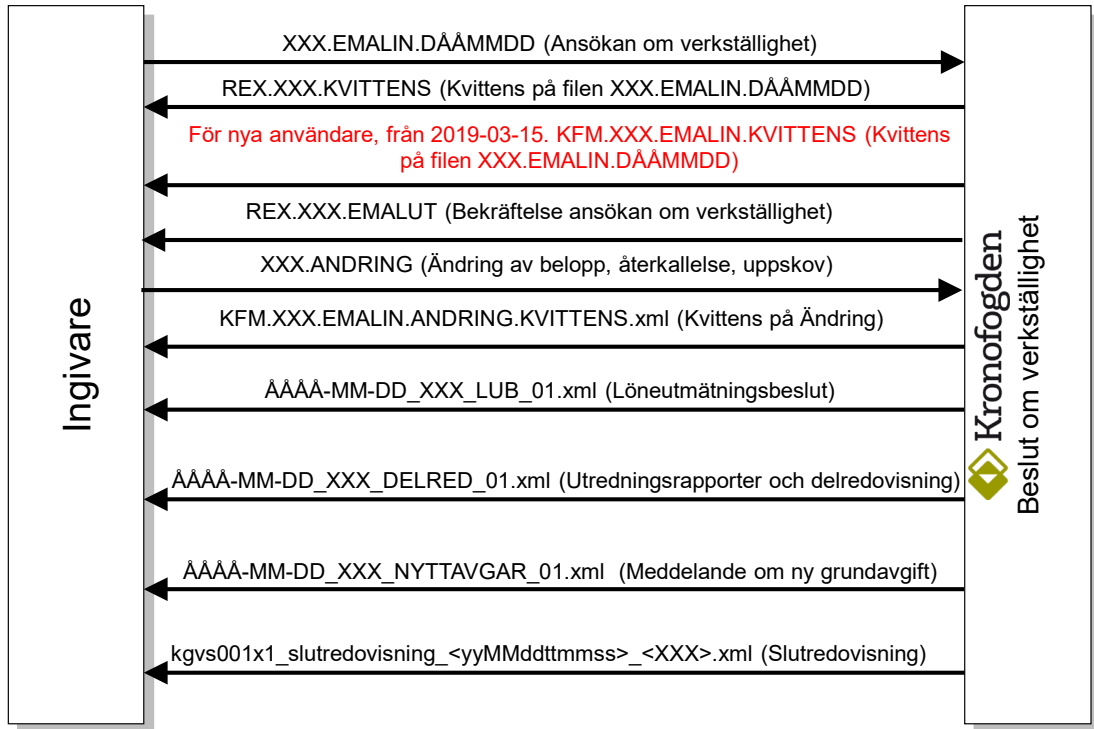 XXX.EMALIN.DÅÅMMDD (Ansökan om verkställighet)
REX.XXX.KVITTENS (Kvittens på filen XXX.EMALIN.DÅÅMMDD)
För nya användare, från 2019-03-15. KFM.XXX.EMALIN.KVITTENS (Kvittens
på filen XXX.EMALIN.DÅÅMMDD)
REX.XXX.EMALUT (Bekräftelse ansökan om verkställighet)
XXX.ANDRING (Ändring av belopp, återkallelse, uppskov)
KFM.XXX.EMALIN.ANDRING.KVITTENS.xml (Kvittens på Ändring)
ÅÅÅÅ-MM-DD_XXX_LUB_01.xml (Löneutmätningsbeslut)
ÅÅÅÅ-MM-DD_XXX_DELRED_01.xml (Utredningsrapporter och delredovisning)
ÅÅÅÅ-MM-DD_XXX_NYTTAVGAR_01.xml (Meddelande om ny grundavgift)
kgvs001x1_slutredovisning_<yyMMddttmmss>_<XXX>.xml (Slutredovisning)
Ingivare
Kronofogden
Beslut om verkställighet